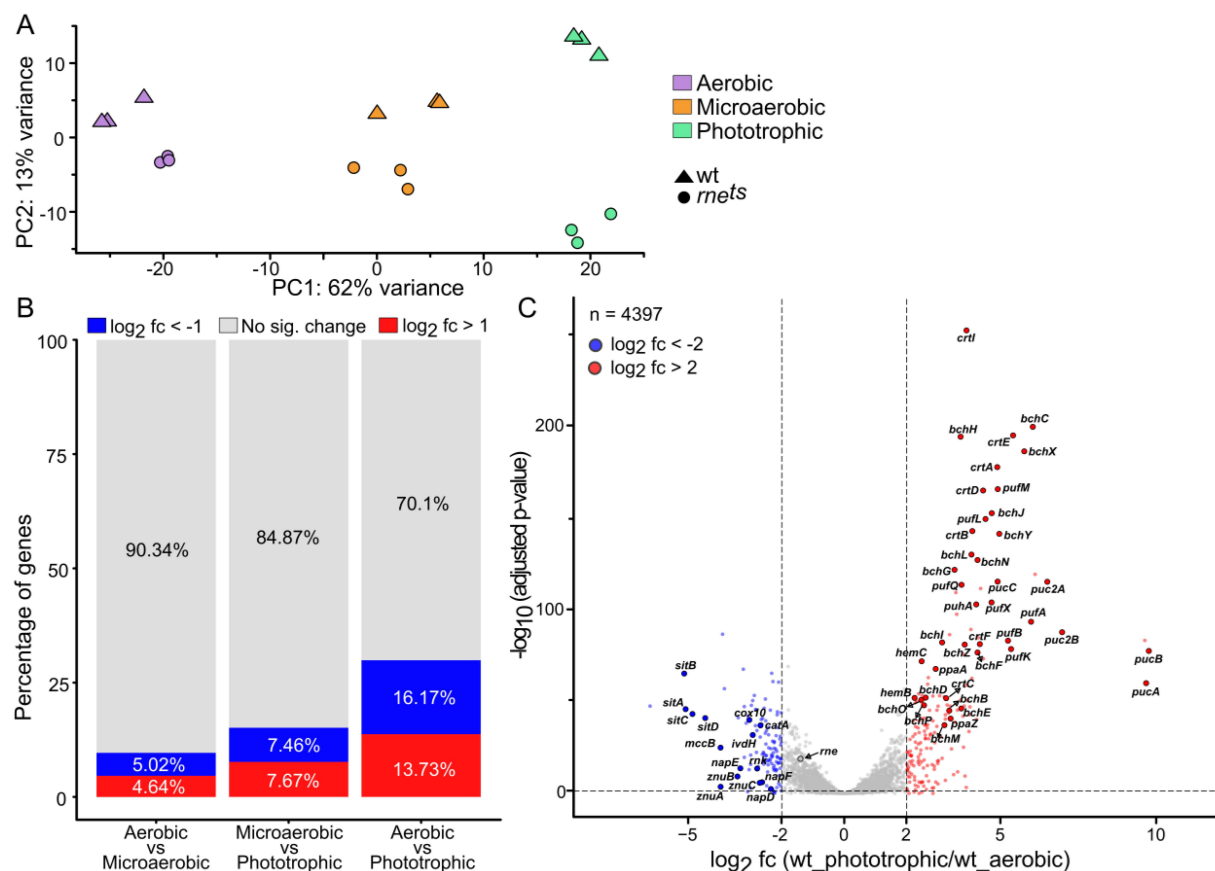 A
PC2: 13% variance
10
0
-10
-20
-10
0
10
20
PC1: 62% variance
Aerobic
Microaerobic
Phototrophic
wt
rne^ts
B
log2 fc < -1
No sig. change
log2 fc > 1
Percentage of genes
100
75
50
25
0
90.34%
5.02%
4.64%
84.87%
7.46%
7.67%
70.1%
16.17%
13.73%
Aerobic
vs
Microaerobic
Microaerobic
vs
Phototrophic
Aerobic
vs
Phototrophic
C
n = 4397
log2 fc < -2
log2 fc > 2
-log10 (adjusted p-value)
200
100
0
crtI
bchC
bchH
crtE
bchX
crtA
crtD
pufM
bchJ
pufL
crtB
bchY
bchL
bchN
bchG
pufQ
pucC
puc2A
puhA
pufX
pufA
bchI
crtF
pufB
puc2B
bchZ
bchF
pufK
hemC
ppaA
pucB
pucA
crtC
hemB
bchD
bchB
bchO
bchE
bchP
ppaZ
bchM
sitB
sitA
sitC
sitD
cox10
catA
mccB
ivdH
rne
napE
rnk
znuB
napF
znuC
znuA
napD
-5
-2
0
2
5
10
log2 fc (wt_phototrophic/wt_aerobic)